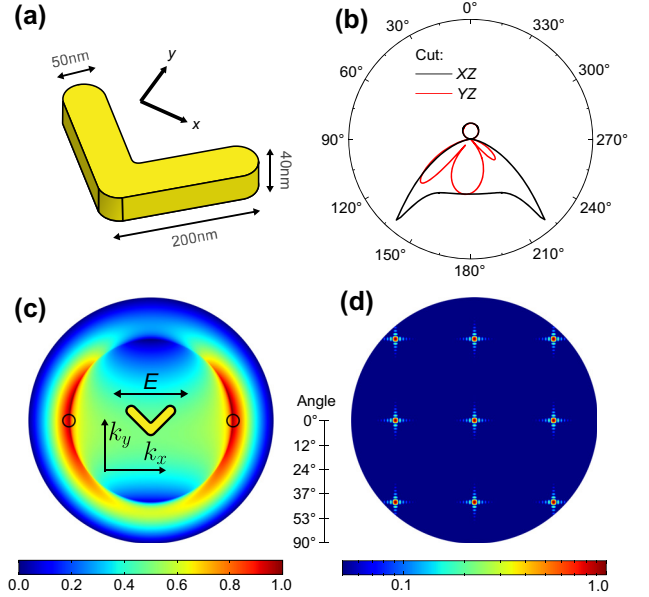 (a)
50nm
y
x
40nm
200nm
(b)
0°
30°
330°
Cut:
XZ
YZ
60°
300°
90°
270°
120°
240°
150°
210°
180°
(c)
E
k_y
k_x
(d)
Angle
0°
12°
24°
37°
53°
90°
0.0 0.2 0.4 0.6 0.8 1.0
0.1 1.0